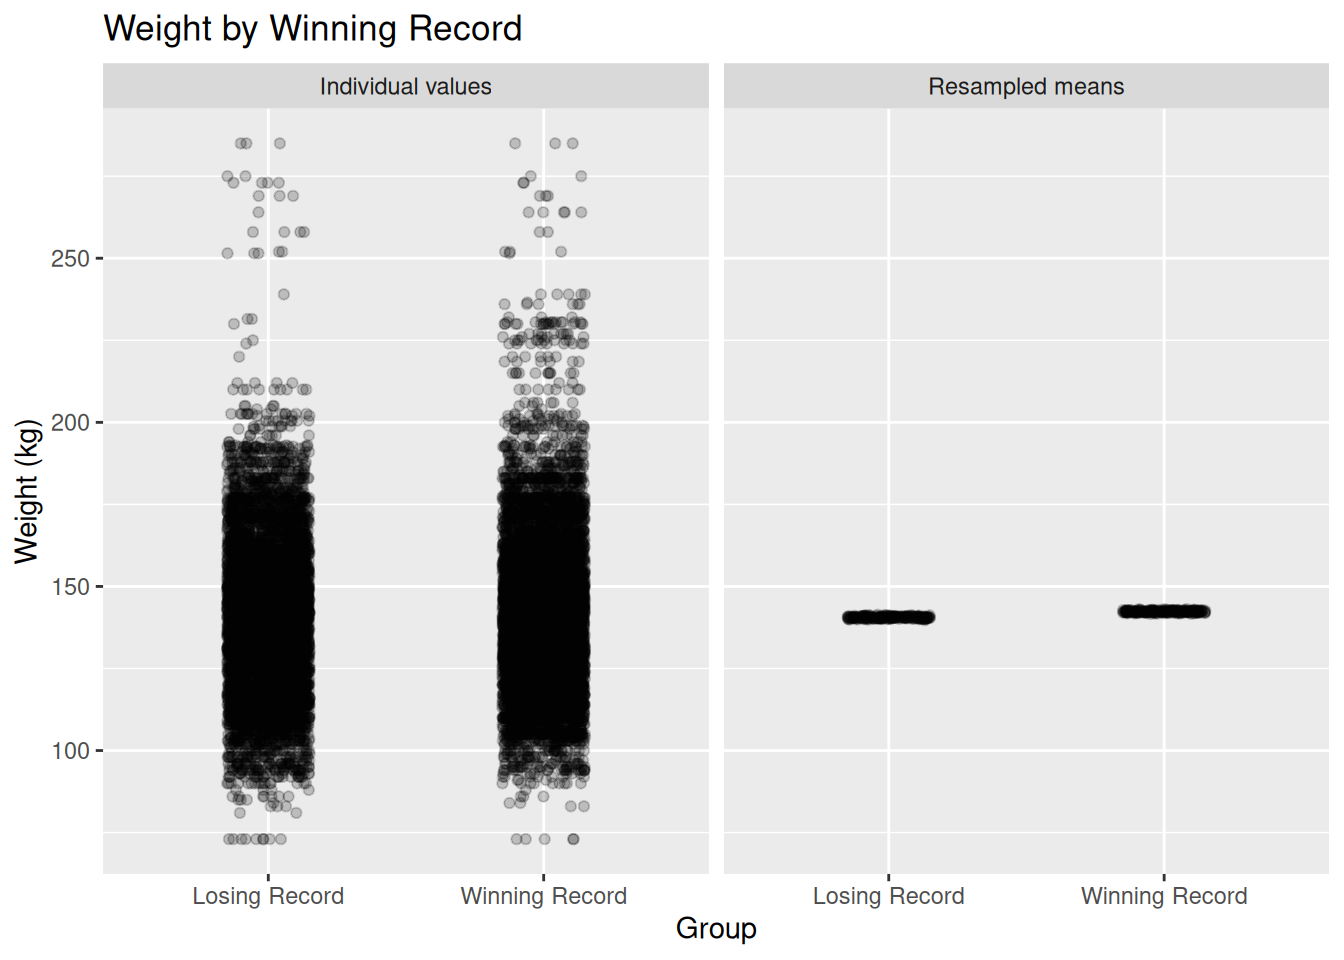 Weight by Winning Record
Individual values
Resampled means
Weight (kg)
250
200
150
100
Losing Record
Winning Record
Losing Record
Winning Record
Group